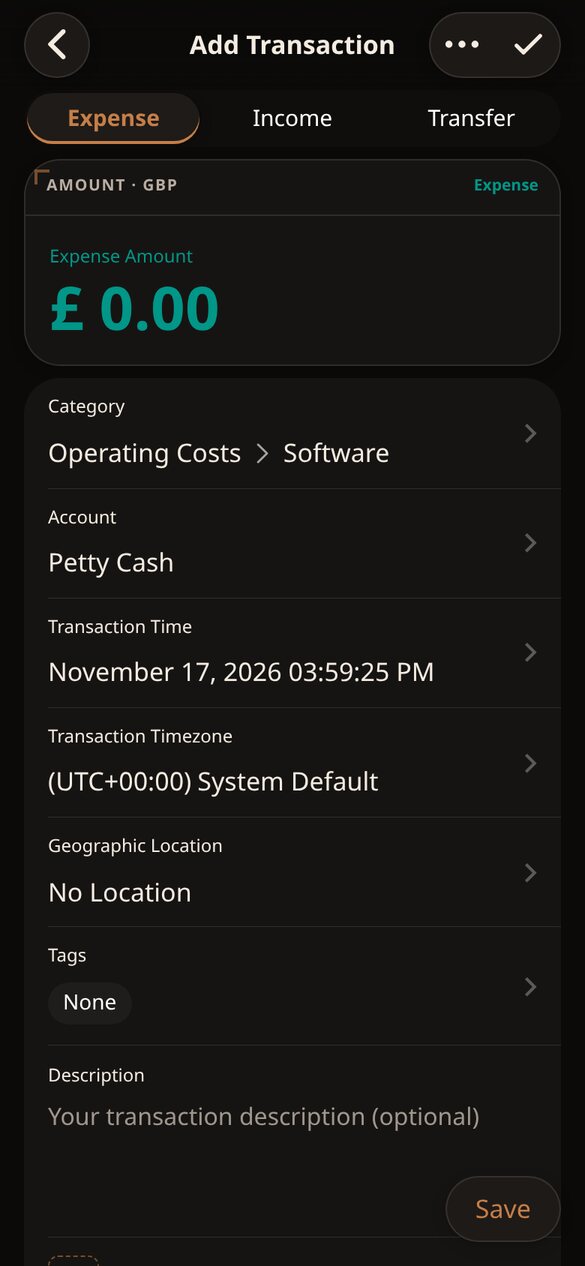 Add Transaction
Expense Income Transfer
AMOUNT · GBP Expense
Expense Amount
£ 0.00
Category
Operating Costs > Software
Account
Petty Cash
Transaction Time
November 17, 2026 03:59:25 PM
Transaction Timezone
(UTC+00:00) System Default
Geographic Location
No Location
Tags
None
Description
Your transaction description (optional)
Save